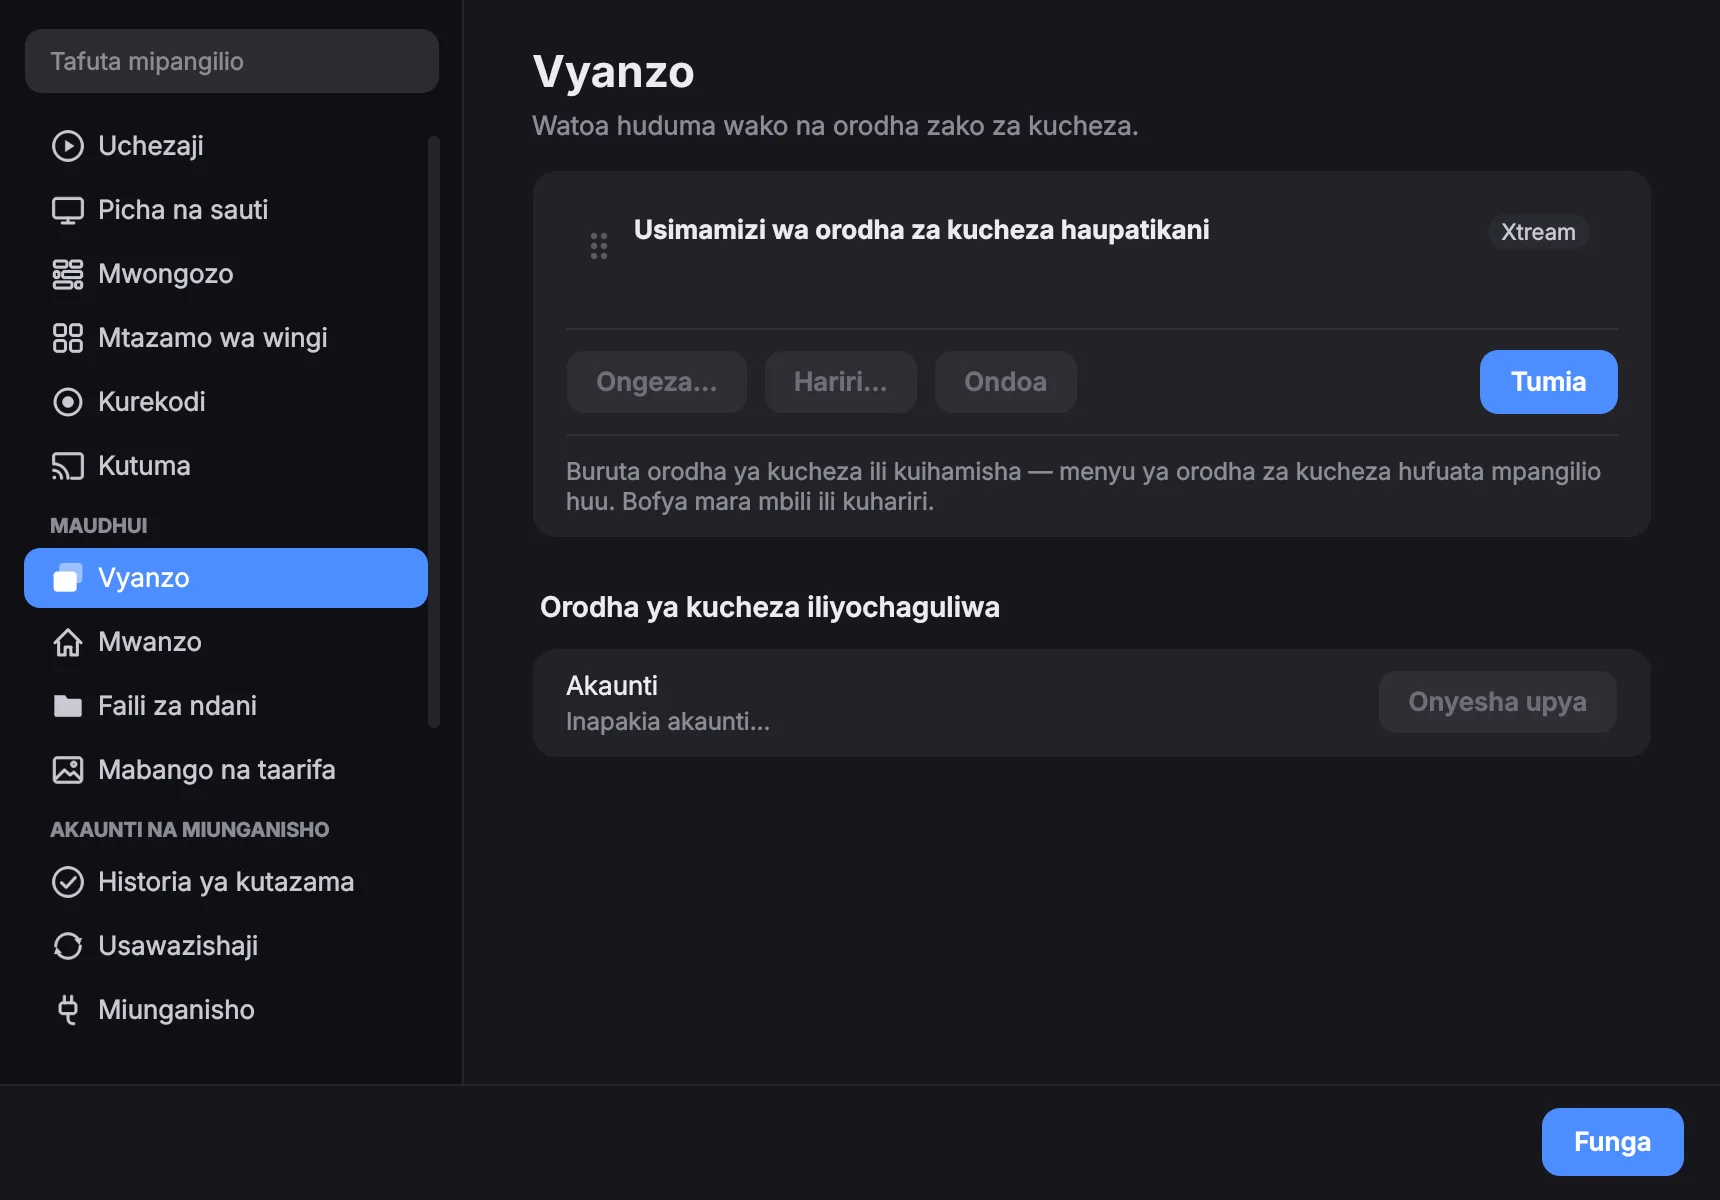 Tafuta mipangilio
Uchezaji
Picha na sauti
Mwongozo
Mtazamo wa wingi
Kurekodi
Kutuma
MAUDHUI
Vyanzo
Mwanzo
Faili za ndani
Mabango na taarifa
AKAUNTI NA MIUNGANISHO
Historia ya kutazama
Usawazishaji
Miunganisho
Vyanzo
Watoa huduma wako na orodha zako za kucheza.
Usimamizi wa orodha za kucheza haupatikani
Xtream
Ongeza...
Hariri...
Ondoa
Tumia
Buruta orodha ya kucheza ili kuihamisha — menyu ya orodha za kucheza hufuata mpangilio
huu. Bofya mara mbili ili kuhariri.
Orodha ya kucheza iliyochaguliwa
Akaunti
Inapakia akaunti...
Onyesha upya
Funga